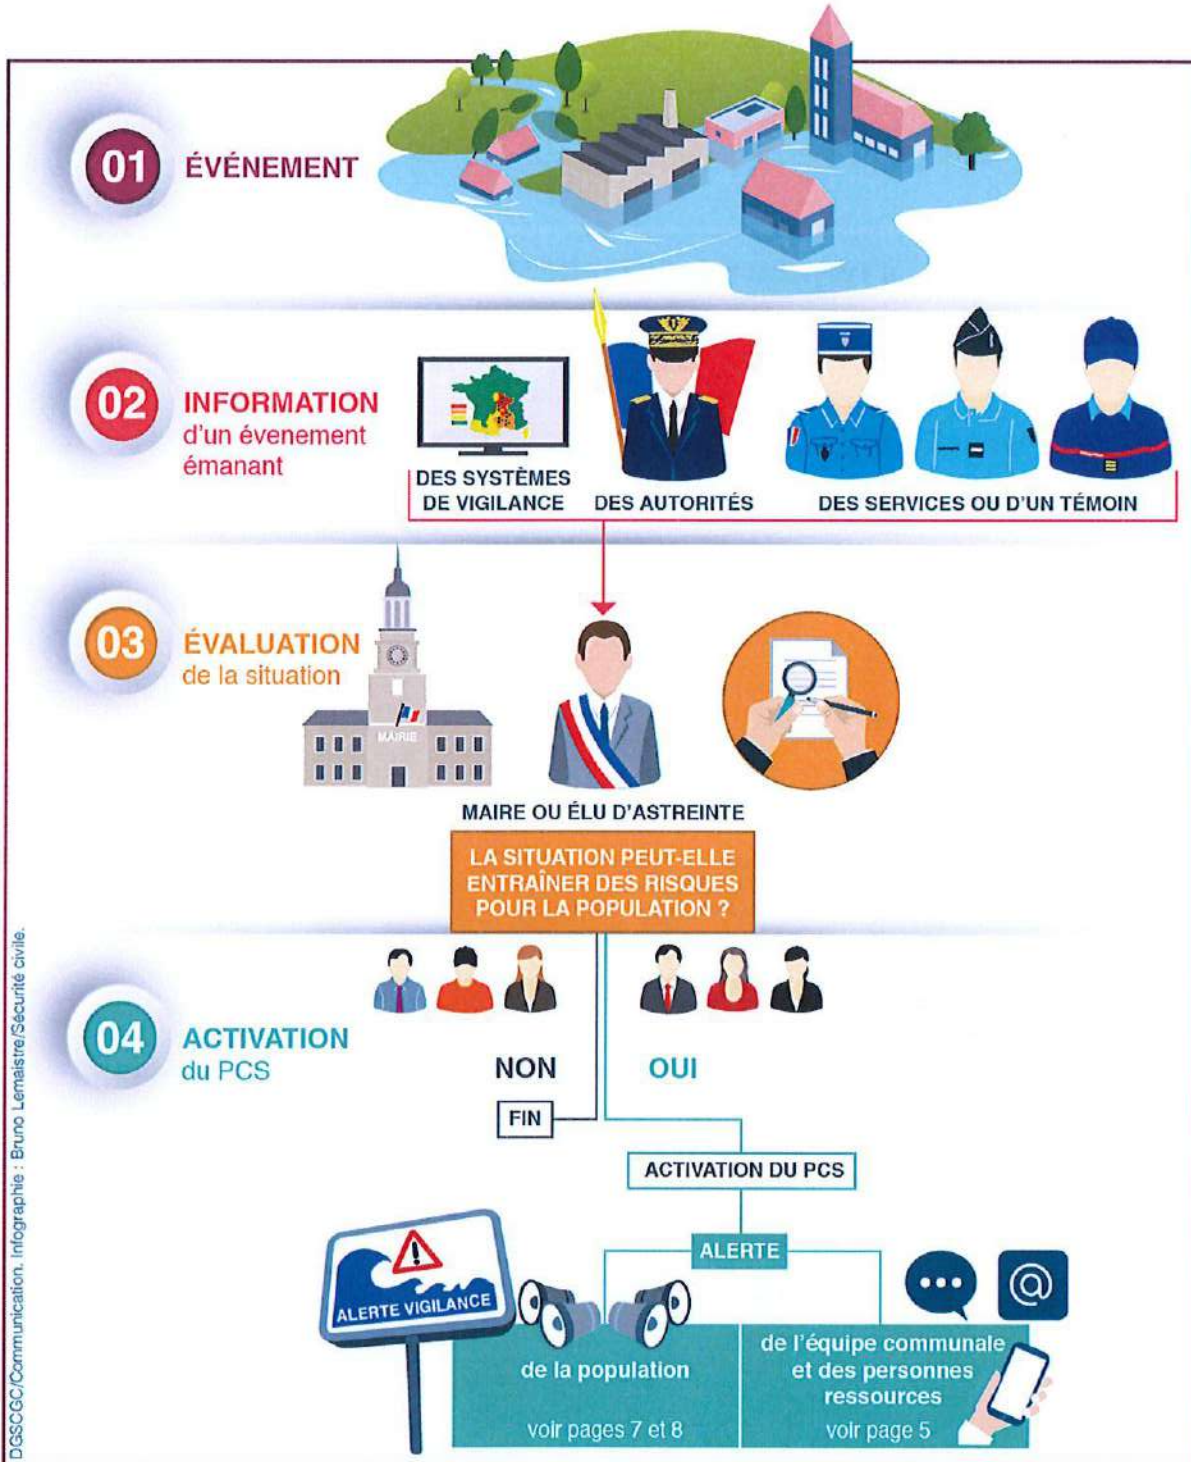 01
ÉVÉNEMENT
02
INFORMATION
d'un évenement
émanant
DES SYSTÈMES
DE VIGILANCE
DES AUTORITÉS
DES SERVICES OU D'UN TÉMOIN
03
ÉVALUATION
de la situation
MAIRIE
MAIRE OU ÉLU D'ASTREINTE
LA SITUATION PEUT-ELLE
ENTRAÎNER DES RISQUES
POUR LA POPULATION ?
04
ACTIVATION
du PCS
NON
OUI
FIN
ACTIVATION DU PCS
ALERTE
ALERTE VIGILANCE
@
de la population
voir pages 7 et 8
de l'équipe communale
et des personnes
ressources
voir page 5
DGSCGC/Communication. Infographie : Bruno Lemaistre/Sécurité civile.